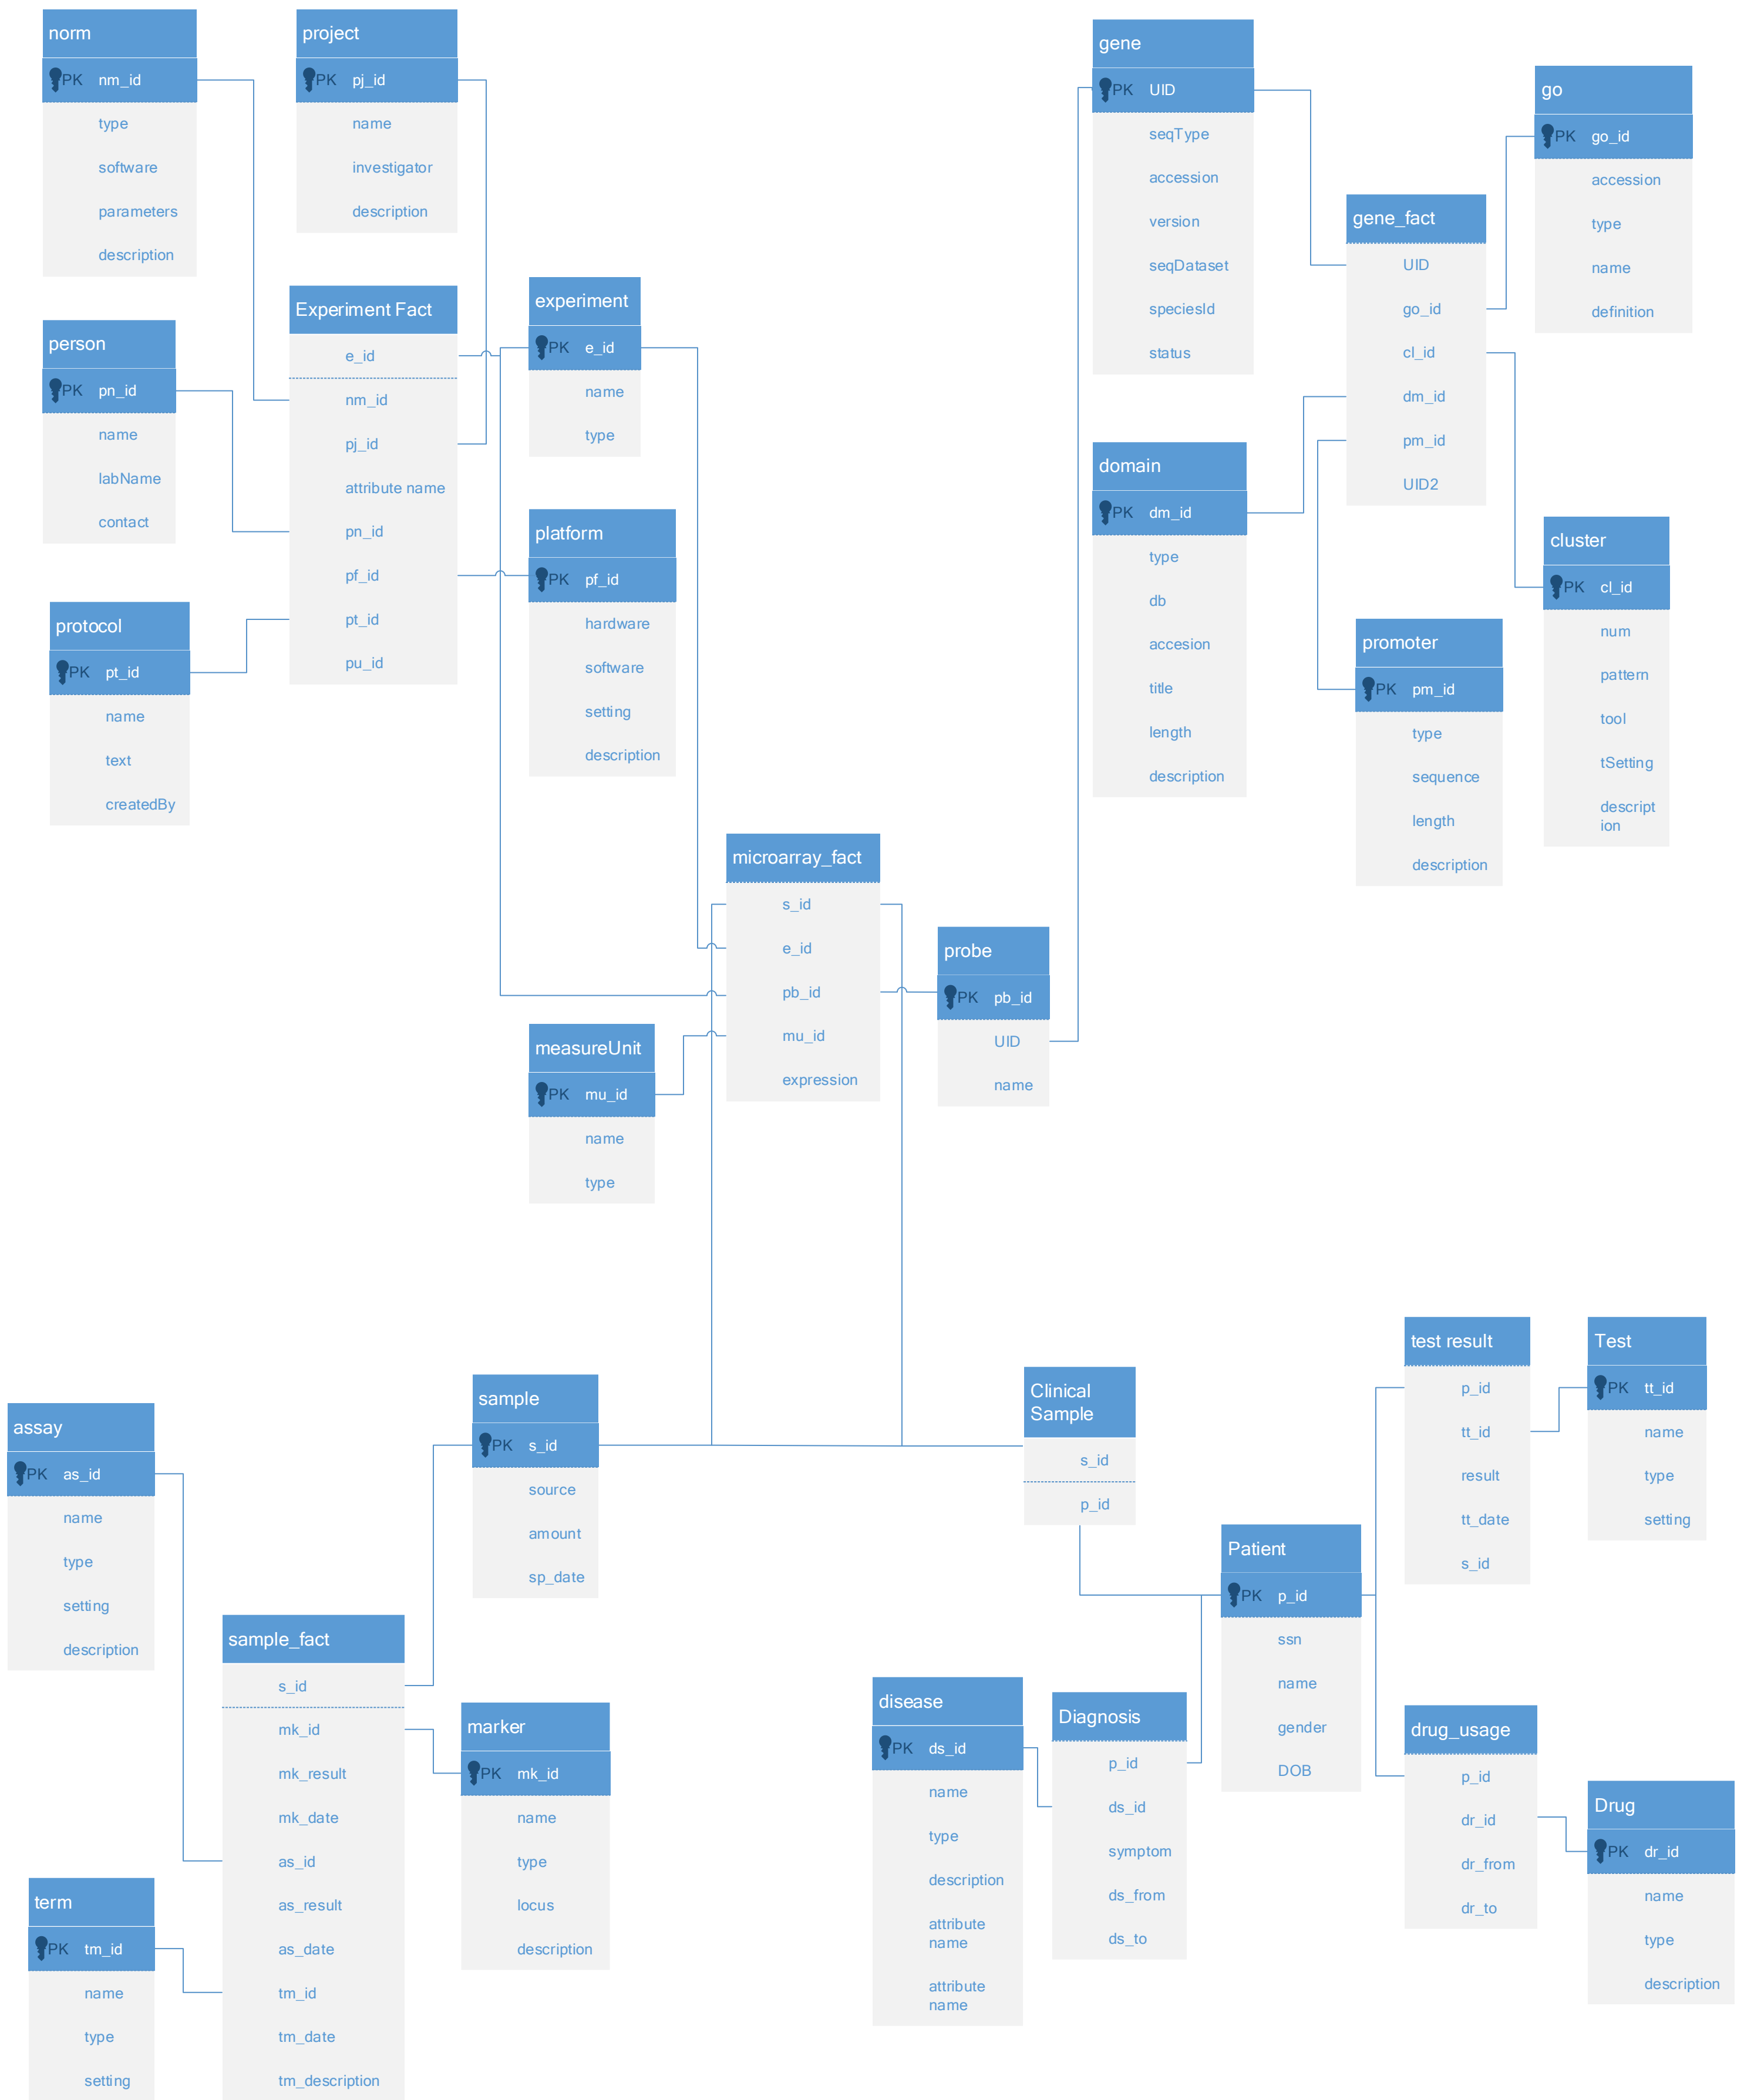 norm
PK nm_id
type
software
parameters
description
project
PK pj_id
name
investigator
description
gene
PK UID
seqType
accession
version
seqDataset
speciesId
status
go
PK go_id
accession
type
name
definition
gene_fact
UID
go_id
cl_id
dm_id
pm_id
UID2
Experiment Fact
e_id
nm_id
pj_id
attribute name
pn_id
pf_id
pt_id
pu_id
experiment
PK e_id
name
type
person
PK pn_id
name
labName
contact
platform
PK pf_id
hardware
software
setting
description
protocol
PK pt_id
name
text
createdBy
domain
PK dm_id
type
db
accesion
title
length
description
cluster
PK cl_id
num
pattern
tool
tSetting
descript
ion
promoter
PK pm_id
type
sequence
length
description
microarray_fact
s_id
e_id
pb_id
mu_id
expression
probe
PK pb_id
UID
name
measureUnit
PK mu_id
name
type
sample
PK s_id
source
amount
sp_date
Clinical
Sample
s_id
p_id
test result
p_id
tt_id
result
tt_date
s_id
Test
PK tt_id
name
type
setting
assay
PK as_id
name
type
setting
description
Patient
PK p_id
ssn
name
gender
DOB
sample_fact
s_id
mk_id
mk_result
mk_date
as_id
as_result
as_date
tm_id
tm_date
tm_description
marker
PK mk_id
name
type
locus
description
disease
PK ds_id
name
type
description
attribute
name
attribute
name
Diagnosis
p_id
ds_id
symptom
ds_from
ds_to
drug_usage
p_id
dr_id
dr_from
dr_to
Drug
PK dr_id
name
type
description
term
PK tm_id
name
type
setting